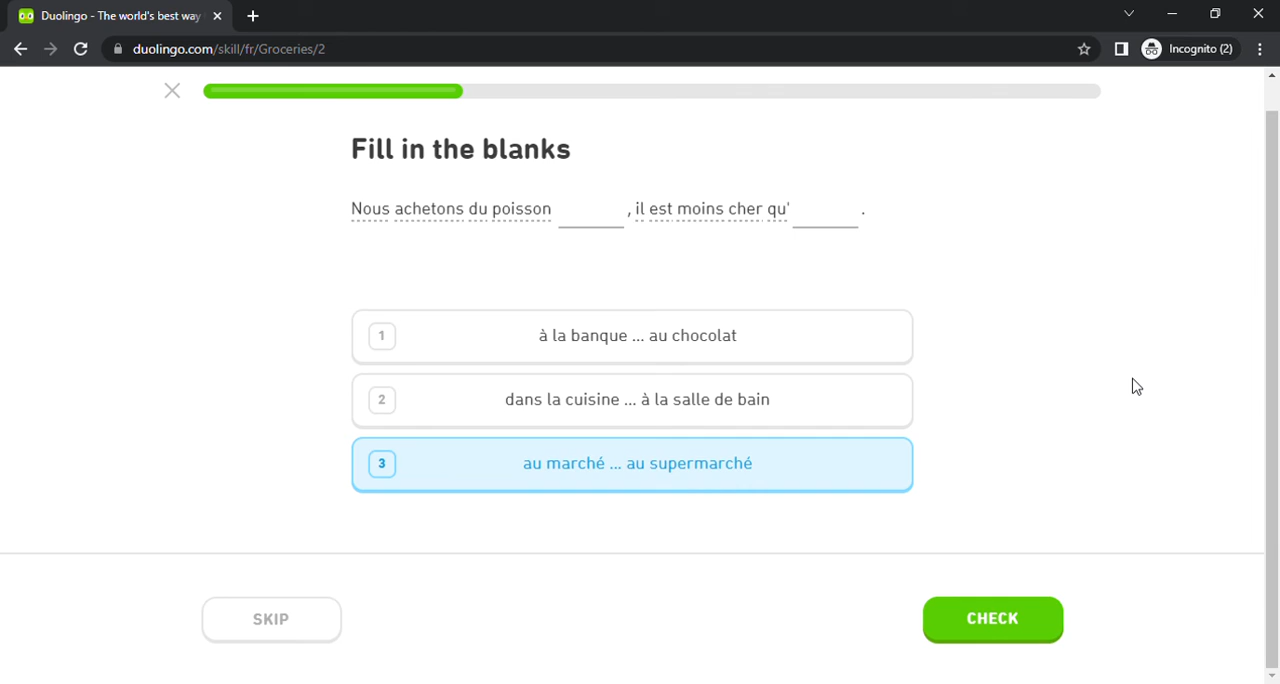 Duolingo - The world's best way
duolingo.com/skill/fr/Groceries/2
Incognito (2)
Fill in the blanks
Nous achetons du poisson ______ , il est moins cher qu' ______ .
1 à la banque ... au chocolat
2 dans la cuisine ... à la salle de bain
3 au marché ... au supermarché
SKIP
CHECK